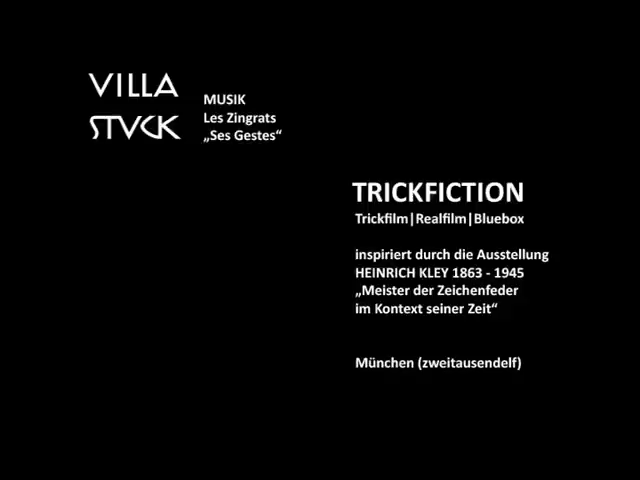 VILLA
STVCK
MUSIK
Les Zingrats
„Ses Gestes“
TRICKFICTION
Trickfilm|Realfilm|Bluebox
inspiriert durch die Ausstellung
HEINRICH KLEY 1863 - 1945
„Meister der Zeichenfeder
im Kontext seiner Zeit“
München (zweitausendelf)